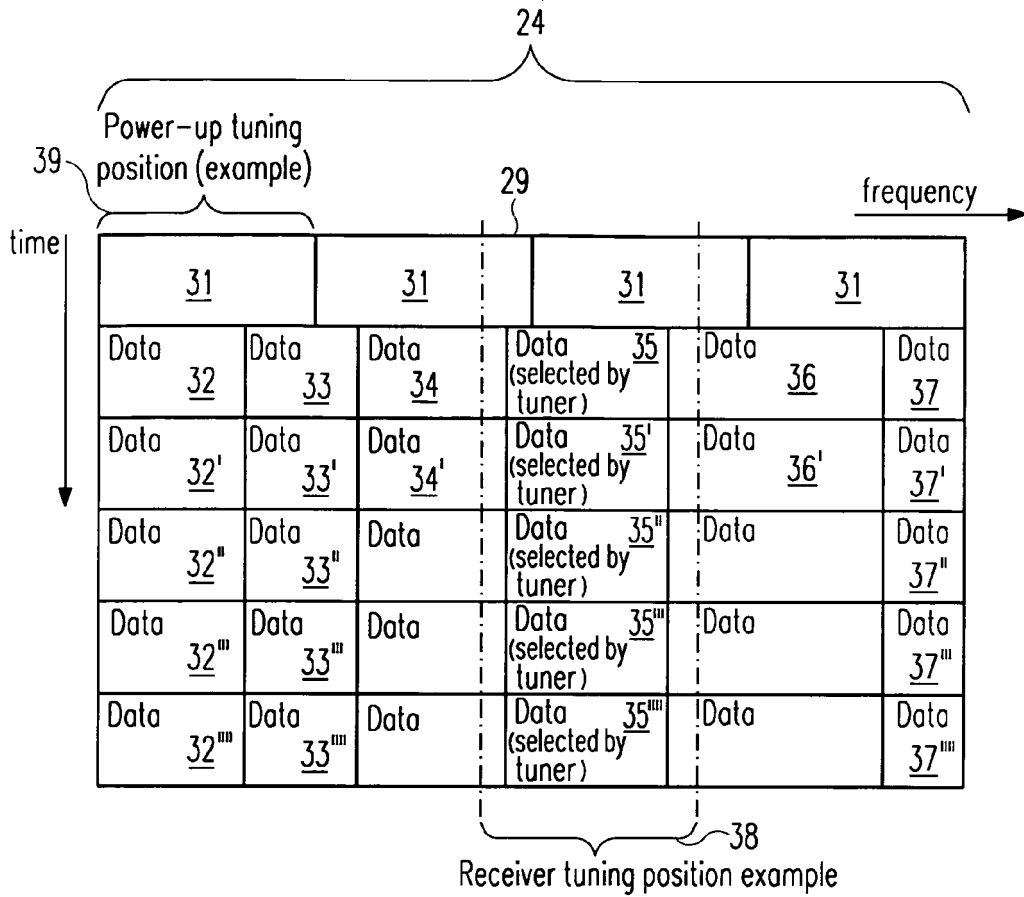 24
Power-up tuning
position (example)
39
29
frequency
time
31 31 31 31
Data 32 Data 33 Data 34 Data 35 (selected by tuner) Data 36 Data 37
Data 32' Data 33' Data 34' Data 35' (selected by tuner) Data 36' Data 37'
Data 32'' Data 33'' Data Data 35'' (selected by tuner) Data Data 37''
Data 32''' Data 33''' Data Data 35''' (selected by tuner) Data Data 37'''
Data 32'''' Data 33'''' Data Data 35'''' (selected by tuner) Data Data 37''''
38
Receiver tuning position example